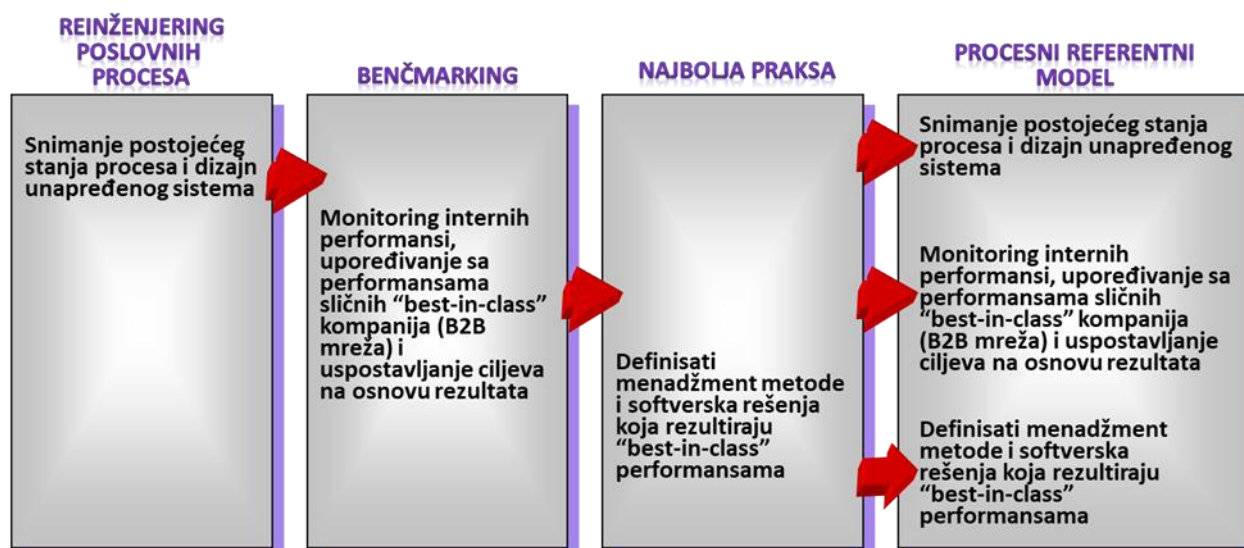 REINŽENJERING
POSLOVNIH
PROCESA
Snimanje postojećeg
stanja procesa i dizajn
unapređenog sistema
BENČMARKING
Monitoring internih
performansi,
upoređivanje sa
performansama
sličnih “best-in-class”
kompanija (B2B
mreža) i
uspostavljanje ciljeva
na osnovu rezultata
NAJBOLJA PRAKSA
Definisati
menadžment metode
i softverska rešenja
koja rezultiraju
“best-in-class”
performansama
PROCESNI REFERENTNI
MODEL
Snimanje postojećeg stanja
procesa i dizajn unapređenog
sistema
Monitoring internih
performansi, upoređivanje sa
performansama sličnih
“best-in-class” kompanija
(B2B mreža) i uspostavljanje
ciljeva na osnovu rezultata
Definisati menadžment
metode i softverska
rešenja koja rezultiraju
“best-in-class”
performansama